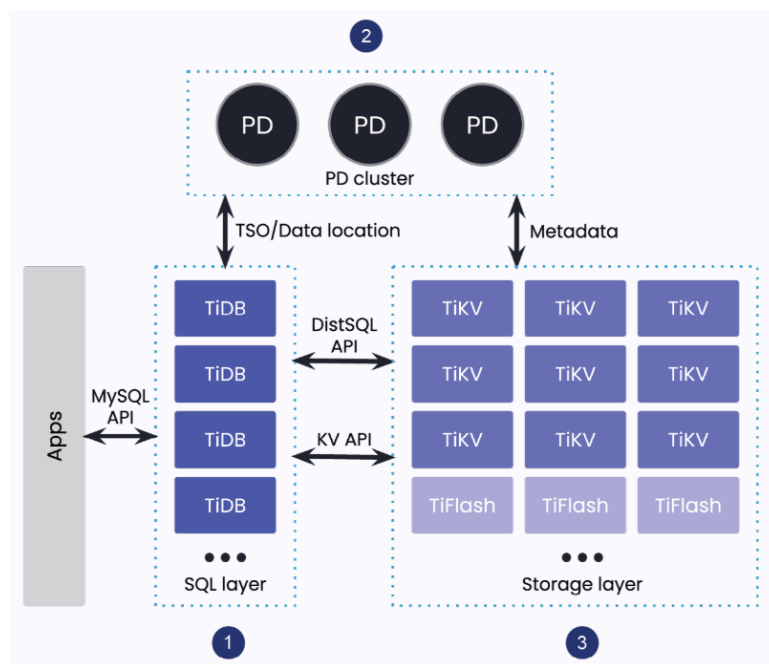 2
PD PD PD
PD cluster
TSO/Data location
Metadata
Apps
MySQL
API
TiDB
TiDB
TiDB
TiDB
SQL layer
1
DistSQL
API
KV API
TiKV TiKV TiKV
TiKV TiKV TiKV
TiKV TiKV TiKV
TiFlash TiFlash TiFlash
Storage layer
3